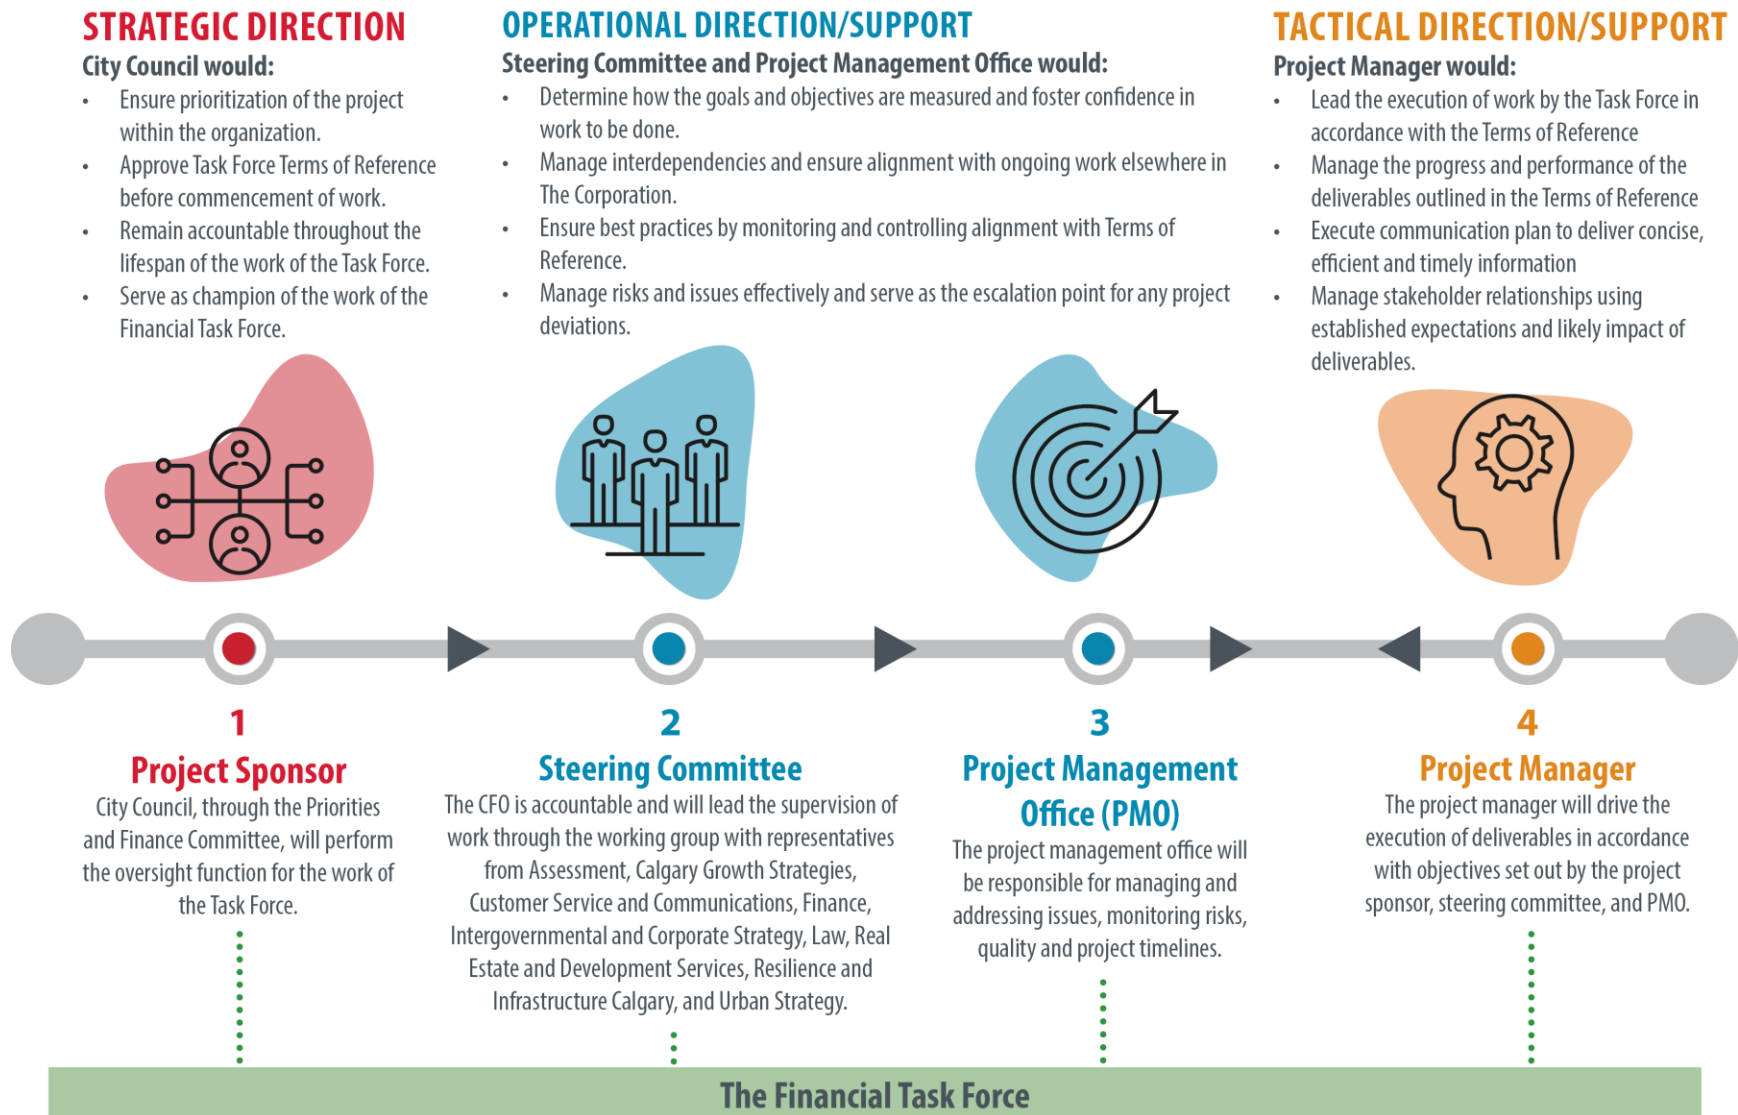 STRATEGIC DIRECTION
City Council would:
• Ensure prioritization of the project
within the organization.
• Approve Task Force Terms of Reference
before commencement of work.
• Remain accountable throughout the
lifespan of the work of the Task Force.
• Serve as champion of the work of the
Financial Task Force.
OPERATIONAL DIRECTION/SUPPORT
Steering Committee and Project Management Office would:
• Determine how the goals and objectives are measured and foster confidence in
work to be done.
• Manage interdependencies and ensure alignment with ongoing work elsewhere in
The Corporation.
• Ensure best practices by monitoring and controlling alignment with Terms of
Reference.
• Manage risks and issues effectively and serve as the escalation point for any project
deviations.
TACTICAL DIRECTION/SUPPORT
Project Manager would:
• Lead the execution of work by the Task Force in
accordance with the Terms of Reference
• Manage the progress and performance of the
deliverables outlined in the Terms of Reference
• Execute communication plan to deliver concise,
efficient and timely information
• Manage stakeholder relationships using
established expectations and likely impact of
deliverables.
1
Project Sponsor
City Council, through the Priorities
and Finance Committee, will perform
the oversight function for the work of
the Task Force.
2
Steering Committee
The CFO is accountable and will lead the supervision of
work through the working group with representatives
from Assessment, Calgary Growth Strategies,
Customer Service and Communications, Finance,
Intergovernmental and Corporate Strategy, Law, Real
Estate and Development Services, Resilience and
Infrastructure Calgary, and Urban Strategy.
3
Project Management
Office (PMO)
The project management office will
be responsible for managing and
addressing issues, monitoring risks,
quality and project timelines.
4
Project Manager
The project manager will drive the
execution of deliverables in accordance
with objectives set out by the project
sponsor, steering committee, and PMO.
The Financial Task Force